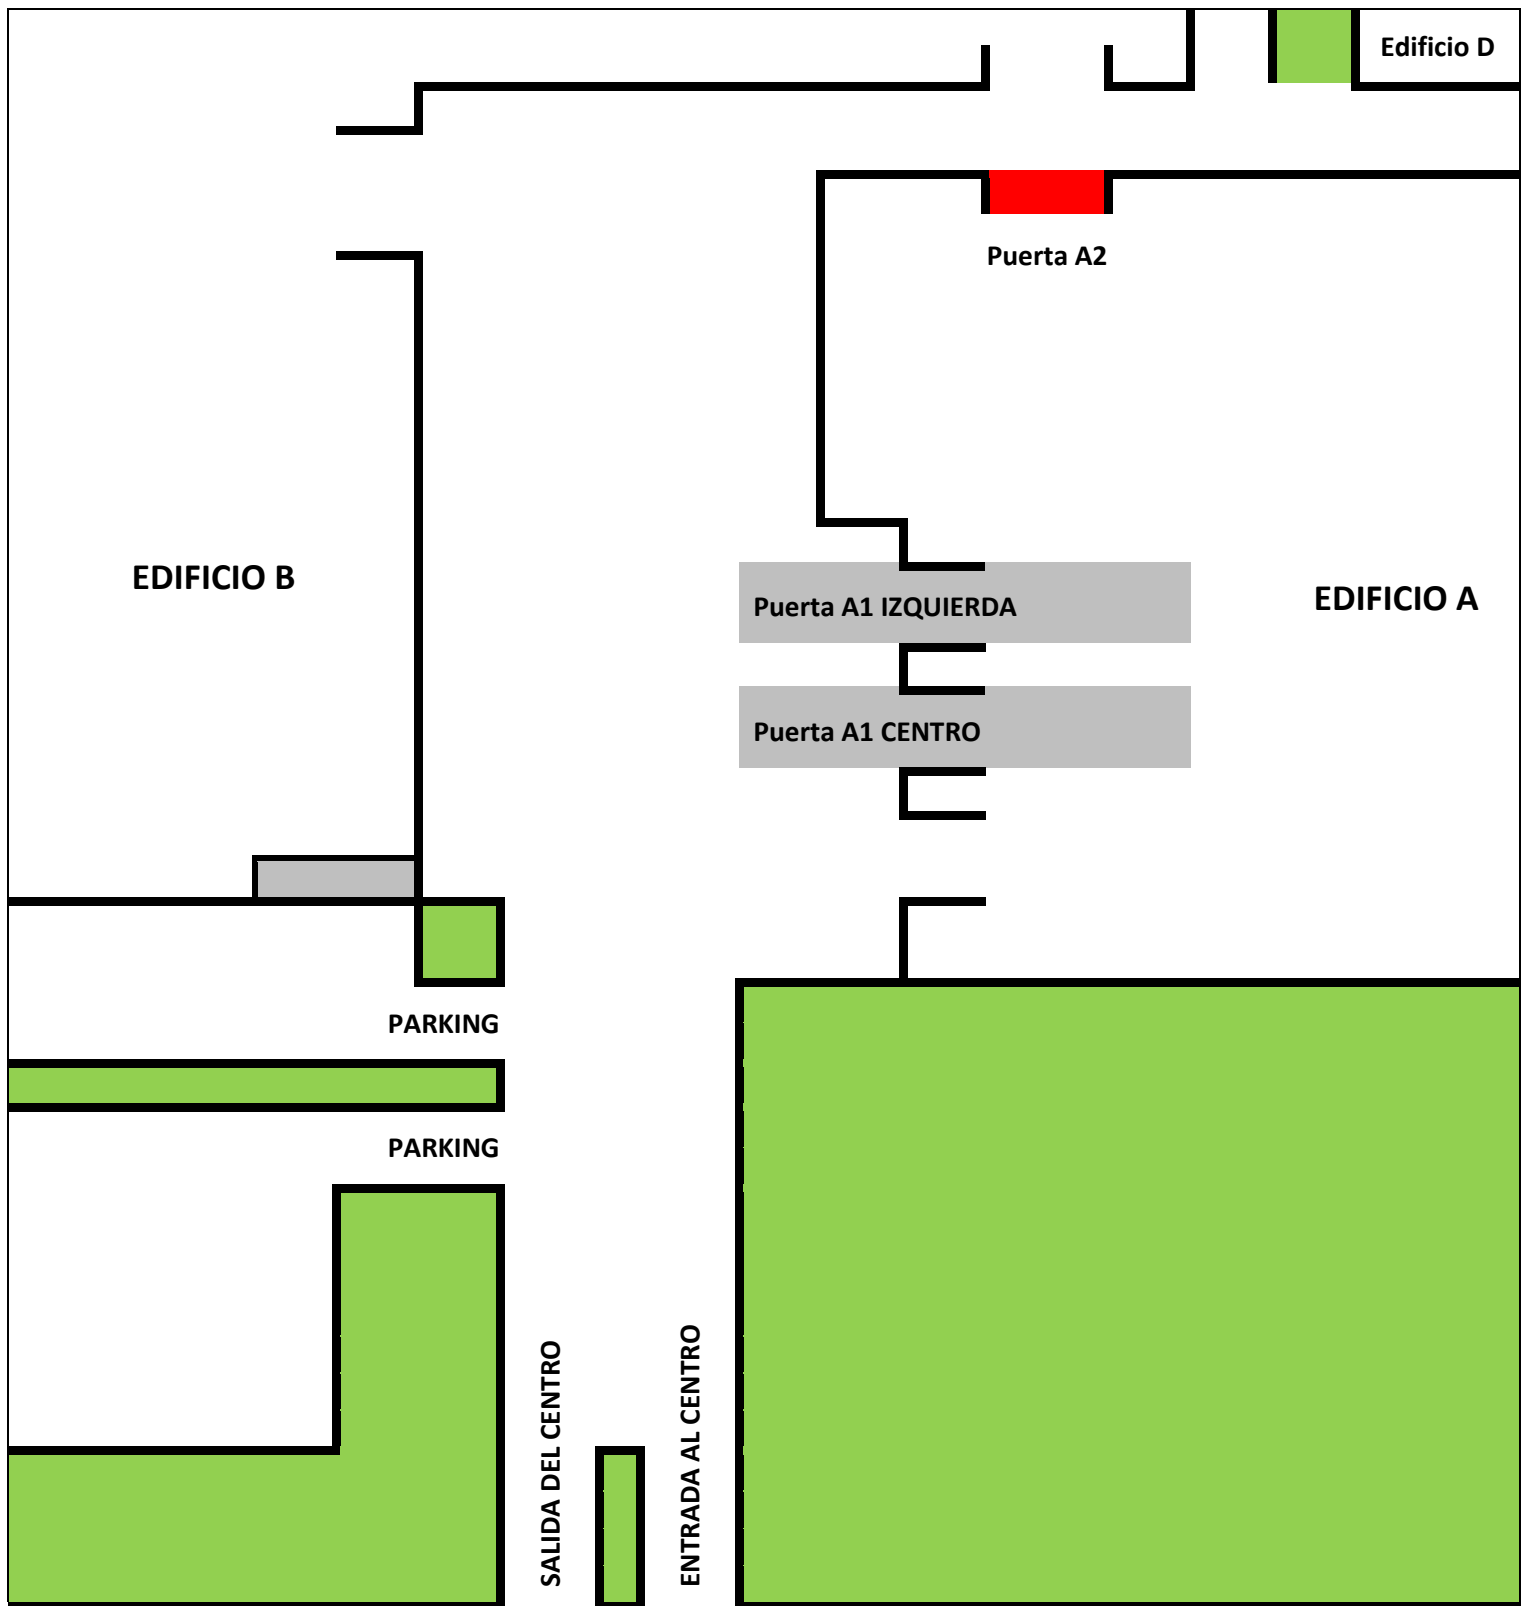 Edificio D
Puerta A2
EDIFICIO B
Puerta A1 IZQUIERDA
EDIFICIO A
Puerta A1 CENTRO
PARKING
PARKING
SALIDA DEL CENTRO
ENTRADA AL CENTRO